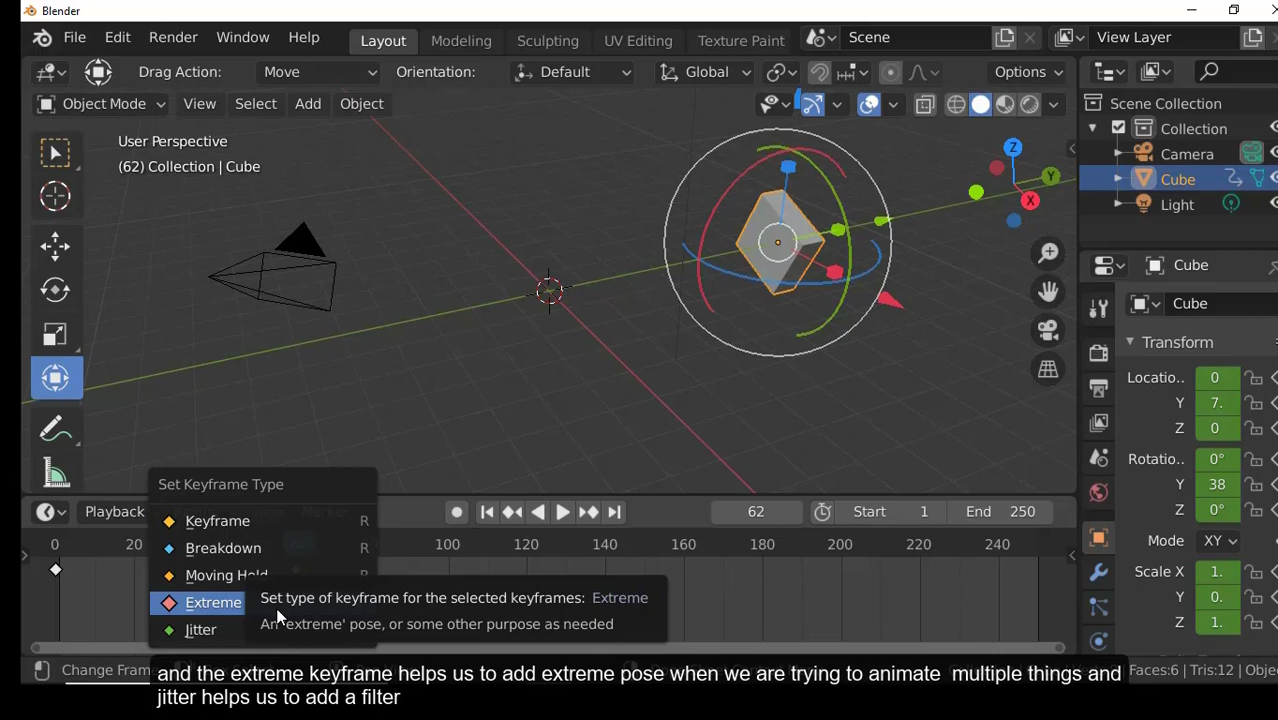 Blender
File Edit Render Window Help Layout Modeling Sculpting UV Editing Texture Paint Scene View Layer
Drag Action: Move Orientation: Default Global Options
Object Mode View Select Add Object
User Perspective
(62) Collection | Cube
Z
Y
X
Scene Collection
Collection
Camera
Cube
Light
Cube
Cube
Transform
Locatio.. 0
Y 7.
Z 0
Rotatio.. 0°
Y 38
Z 0°
Mode XY
Scale X 1.
Y 0.
Z 1.
Set Keyframe Type
Keyframe R
Breakdown R
Moving Hold R
Extreme
Jitter
Set type of keyframe for the selected keyframes: Extreme
An 'extreme' pose, or some other purpose as needed
Playback 62 Start 1 End 250
0 20 100 120 140 160 180 200 220 240
Change Frame Faces:6 | Tris:12 | Obje
and the extreme keyframe helps us to add extreme pose when we are trying to animate multiple things and
jitter helps us to add a filter